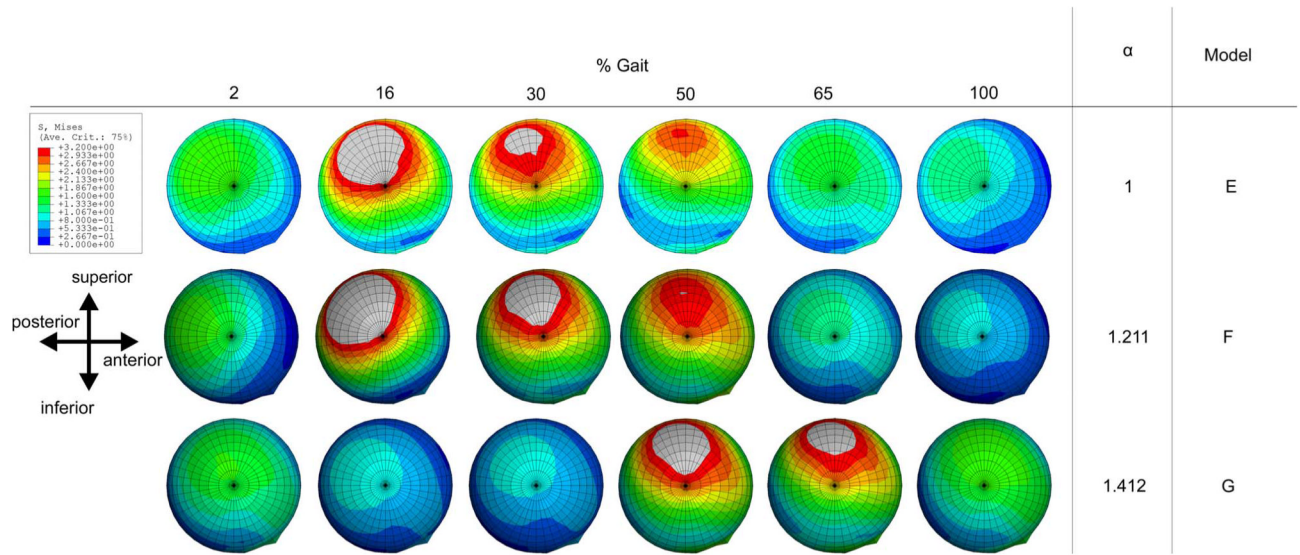 α
Model
% Gait
2 16 30 50 65 100
S, Mises
(Ave. Crit.: 75%)
+3.200e+00
+2.933e+00
+2.667e+00
+2.400e+00
+2.133e+00
+1.867e+00
+1.600e+00
+1.333e+00
+1.067e+00
+8.000e-01
+5.333e-01
+2.667e-01
+0.000e+00
1 E
superior
posterior
anterior
inferior
1.211 F
1.412 G